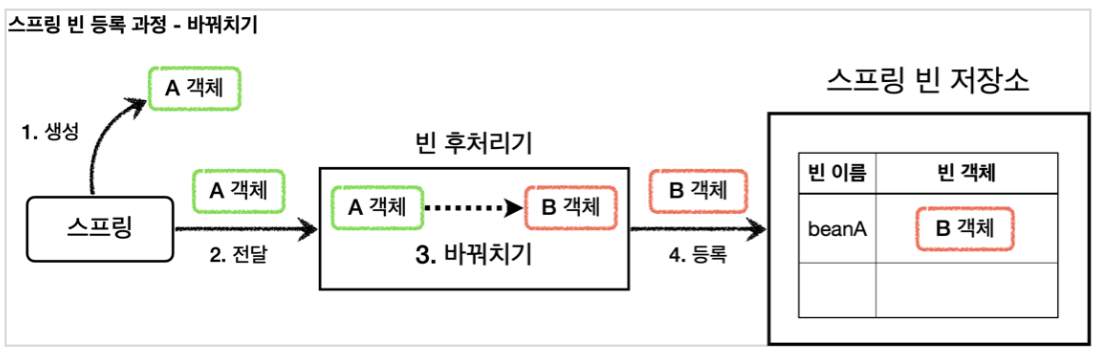 스프링 빈 등록 과정 - 바꿔치기
A 객체
1. 생성
스프링
A 객체
2. 전달
빈 후처리기
A 객체
B 객체
3. 바꿔치기
B 객체
4. 등록
스프링 빈 저장소
빈 이름 빈 객체
beanA B 객체